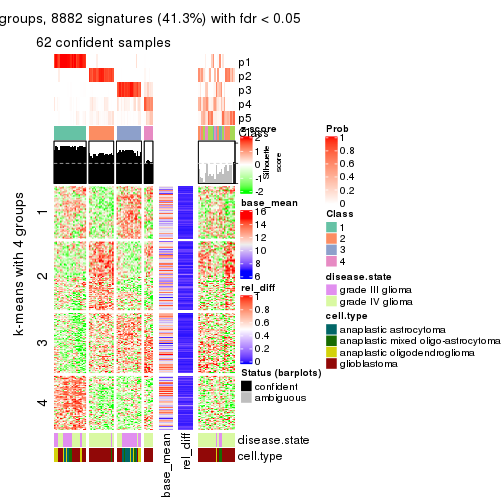 groups, 8882 signatures (41.3%) with fdr < 0.05
62 confident samples
p1
p2
p3
p4
p5
Class
Silhouette
score
k-means with 4 groups
1
2
3
4
z-score
2
1
0
-1
-2
base_mean
16
14
12
10
8
6
rel_diff
1
0.8
0.6
0.4
0.2
0
Status (barplots)
confident
ambiguous
Prob
1
0.8
0.6
0.4
0.2
0
Class
1
2
3
4
disease.state
grade III glioma
grade IV glioma
cell.type
anaplastic astrocytoma
anaplastic mixed oligo-astrocytoma
anaplastic oligodendroglioma
glioblastoma
disease.state
cell.type
base_mean
rel_diff